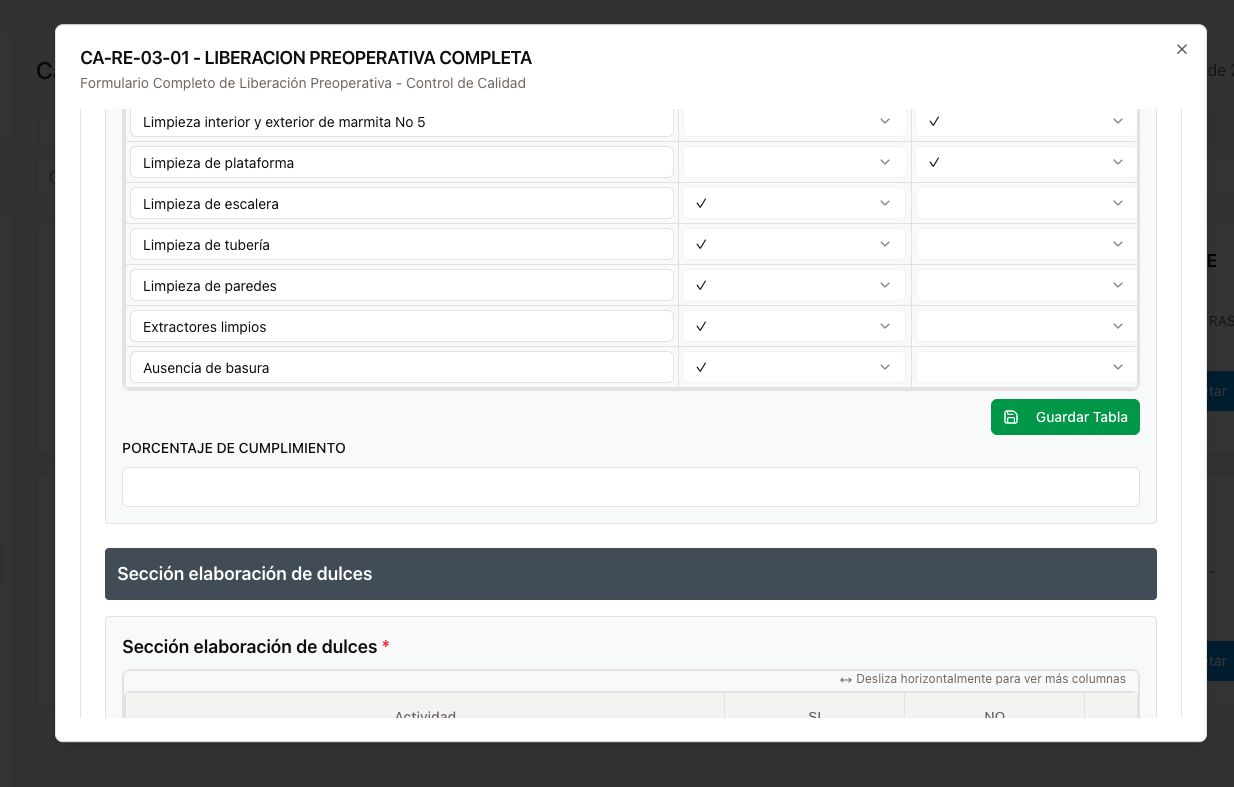 CA-RE-03-01 - LIBERACION PREOPERATIVA COMPLETA
Formulario Completo de Liberación Preoperativa - Control de Calidad
Limpieza interior y exterior de marmita No 5 ✓
Limpieza de plataforma ✓
Limpieza de escalera ✓
Limpieza de tubería ✓
Limpieza de paredes ✓
Extractores limpios ✓
Ausencia de basura ✓
Guardar Tabla
PORCENTAJE DE CUMPLIMIENTO
Sección elaboración de dulces
Sección elaboración de dulces *
↔ Desliza horizontalmente para ver más columnas
Actividad SI NO